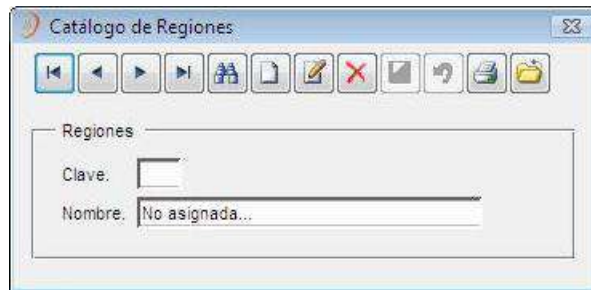 Catálogo de Regiones
Regiones
Clave.
Nombre. No asignada...